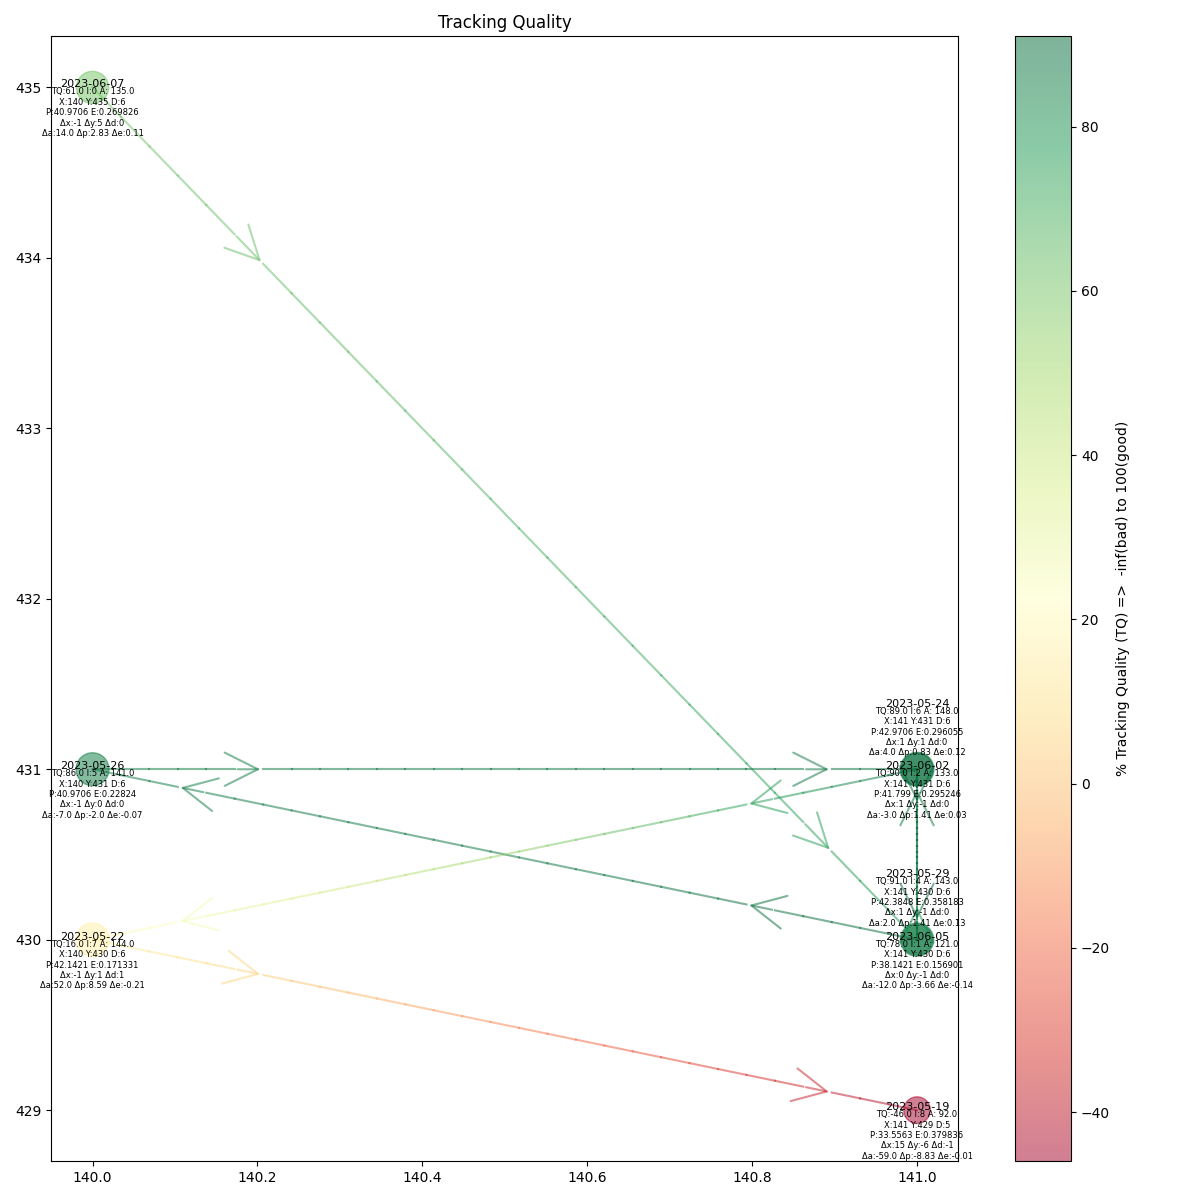 Tracking Quality
435
434
433
432
431
430
429
140.0
140.2
140.4
140.6
140.8
141.0
2023-06-07
TQ:61.0 I:0 A: 135.0
X:140 Y:435 D:6
P:40.9706 E:0.269826
Δx:-1 Δy:5 Δd:0
Δa:14.0 Δp:2.83 Δe:0.11
2023-05-24
TQ:89.0 I:6 A: 148.0
X:141 Y:431 D:6
P:42.9706 E:0.296055
Δx:1 Δy:1 Δd:0
Δa:4.0 Δp:0.83 Δe:0.12
2023-05-26
TQ:86.0 I:5 A: 141.0
X:140 Y:431 D:6
P:40.9706 E:0.22824
Δx:-1 Δy:0 Δd:0
Δa:-7.0 Δp:-2.0 Δe:-0.07
2023-06-02
TQ:90.0 I:2 A: 133.0
X:141 Y:431 D:6
P:41.799 E:0.295246
Δx:1 Δy:-1 Δd:0
Δa:-3.0 Δp:1.41 Δe:0.03
2023-05-29
TQ:91.0 I:4 A: 143.0
X:141 Y:430 D:6
P:42.3848 E:0.358183
Δx:1 Δy:-1 Δd:0
Δa:2.0 Δp:1.41 Δe:0.13
2023-05-22
TQ:16.0 I:7 A: 144.0
X:140 Y:430 D:6
P:42.1421 E:0.171331
Δx:-1 Δy:1 Δd:1
Δa:52.0 Δp:8.59 Δe:-0.21
2023-06-05
TQ:78.0 I:1 A: 121.0
X:141 Y:430 D:6
P:38.1421 E:0.156901
Δx:0 Δy:-1 Δd:0
Δa:-12.0 Δp:-3.66 Δe:-0.14
2023-05-19
TQ:-46.0 I:8 A: 92.0
X:141 Y:429 D:5
P:33.5563 E:0.379836
Δx:15 Δy:-6 Δd:-1
Δa:-59.0 Δp:-8.83 Δe:-0.01
80
60
40
20
0
−20
−40
% Tracking Quality (TQ) => -inf(bad) to 100(good)